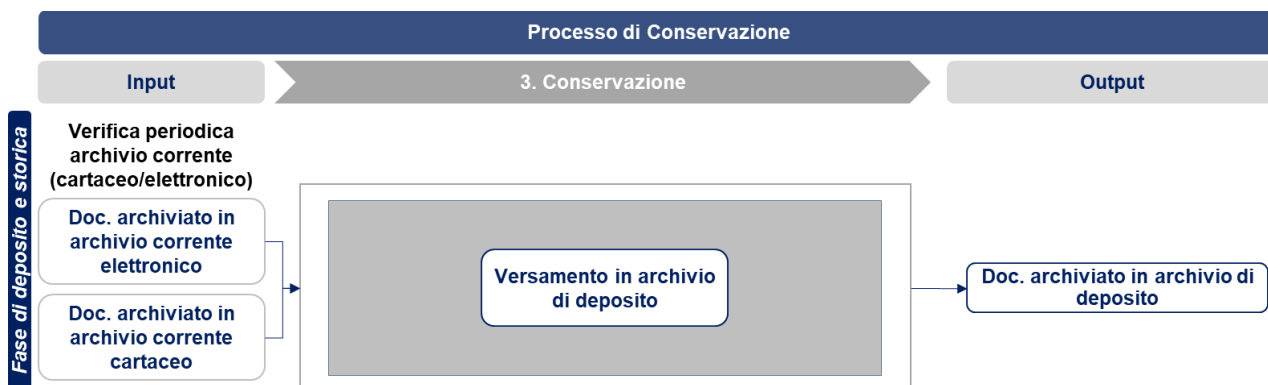 Processo di Conservazione
Input
3. Conservazione
Output
Fase di deposito e storica
Verifica periodica
archivio corrente
(cartaceo/elettronico)
Doc. archiviato in
archivio corrente
elettronico
Doc. archiviato in
archivio corrente
cartaceo
Versamento in archivio
di deposito
Doc. archiviato in archivio di
deposito